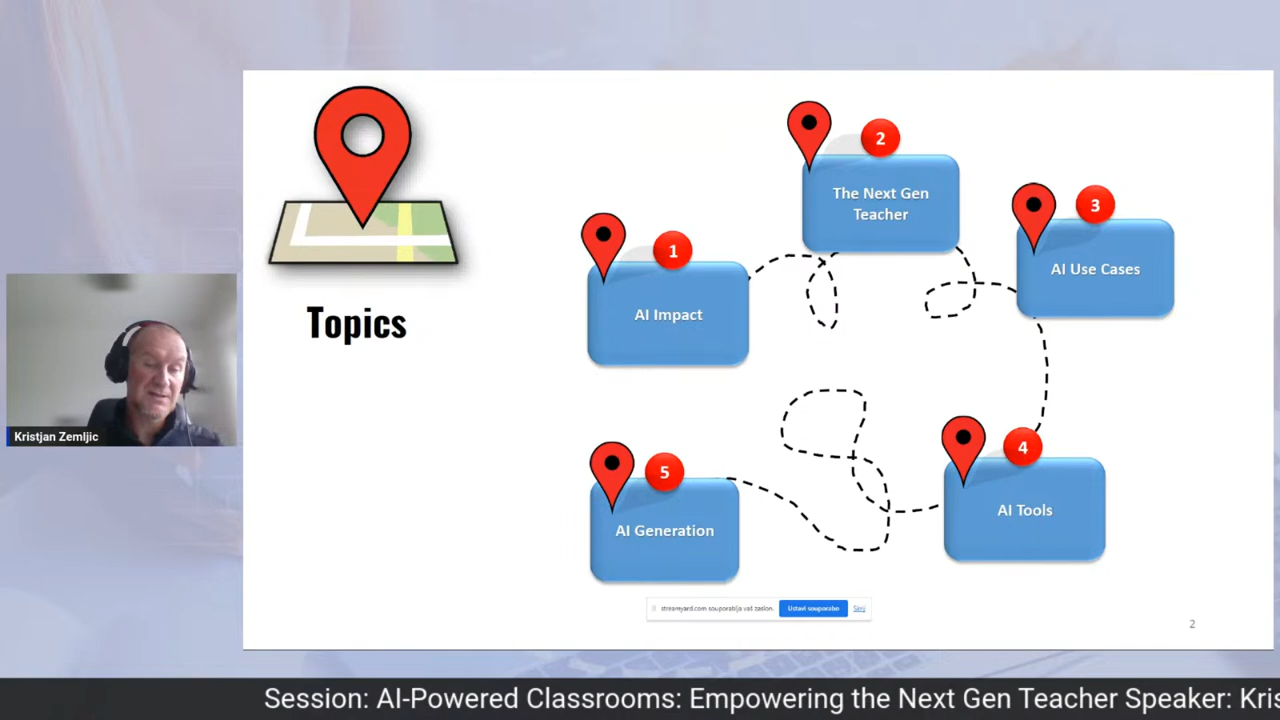 Topics
1
AI Impact
2
The Next Gen
Teacher
3
AI Use Cases
4
AI Tools
5
AI Generation
streamyard.com souporablja vaš zaslon.
Ustavi souporabo
Skrij
2
Kristjan Zemljic
Session: AI-Powered Classrooms: Empowering the Next Gen Teacher Speaker: Kris